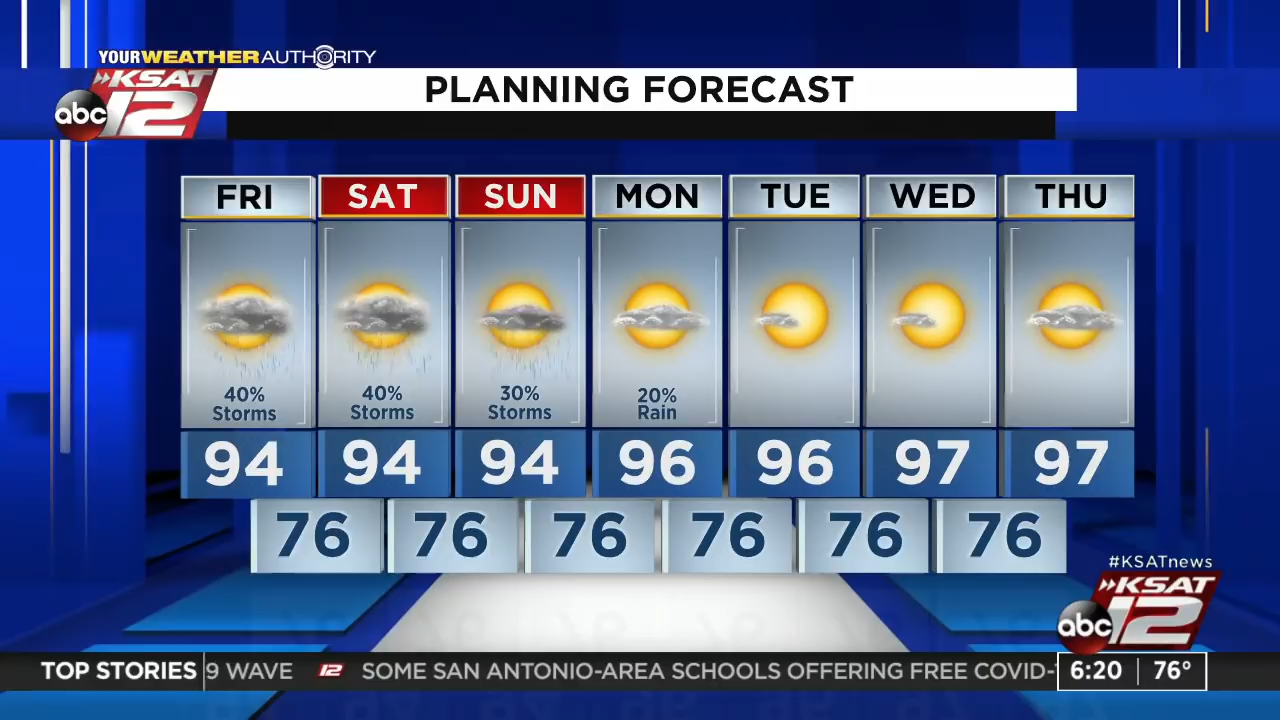 YOURWEATHERAUTHORITY
»KSAT
abc 12
PLANNING FORECAST
FRI SAT SUN MON TUE WED THU
40% 40% 30% 20%
Storms Storms Storms Rain
94 94 94 96 96 97 97
76 76 76 76 76 76
#KSATnews
»KSAT
abc 12
TOP STORIES 9 WAVE 12 SOME SAN ANTONIO-AREA SCHOOLS OFFERING FREE COVID- 6:20 76°